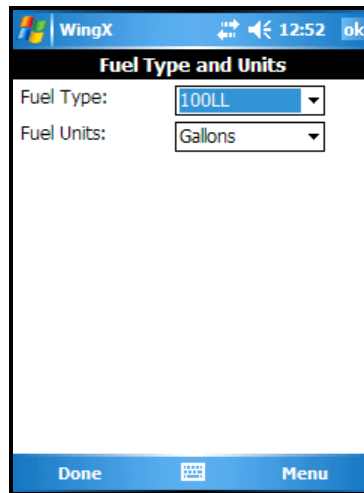 WingX 12:52 ok
Fuel Type and Units
Fuel Type: 100LL
Fuel Units: Gallons
Done Menu